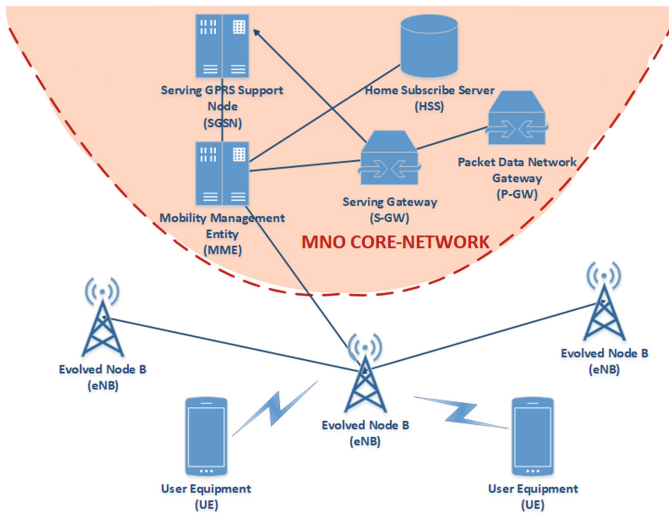 Serving GPRS Support
Node
(SGSN)
Home Subscribe Server
(HSS)
Packet Data Network
Gateway
(P-GW)
Serving Gateway
(S-GW)
Mobility Management
Entity
(MME)
MNO CORE-NETWORK
Evolved Node B
(eNB)
Evolved Node B
(eNB)
Evolved Node B
(eNB)
User Equipment
(UE)
User Equipment
(UE)